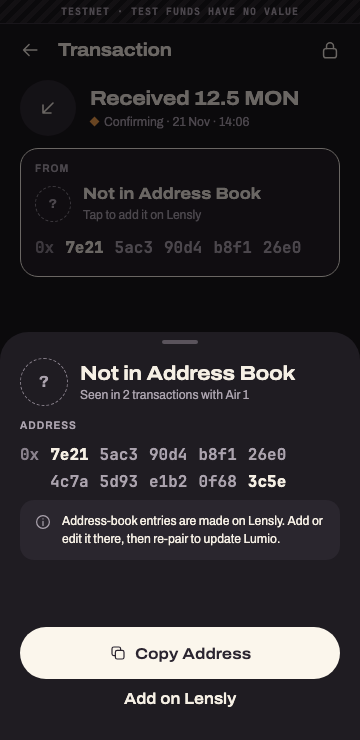 TESTNET · TEST FUNDS HAVE NO VALUE
Transaction
Received 12.5 MON
Confirming · 21 Nov · 14:06
FROM
?
Not in Address Book
Tap to add it on Lensly
0x 7e21 5ac3 90d4 b8f1 26e0
?
Not in Address Book
Seen in 2 transactions with Air 1
ADDRESS
0x 7e21 5ac3 90d4 b8f1 26e0
4c7a 5d93 e1b2 0f68 3c5e
Address-book entries are made on Lensly. Add or
edit it there, then re-pair to update Lumio.
Copy Address
Add on Lensly